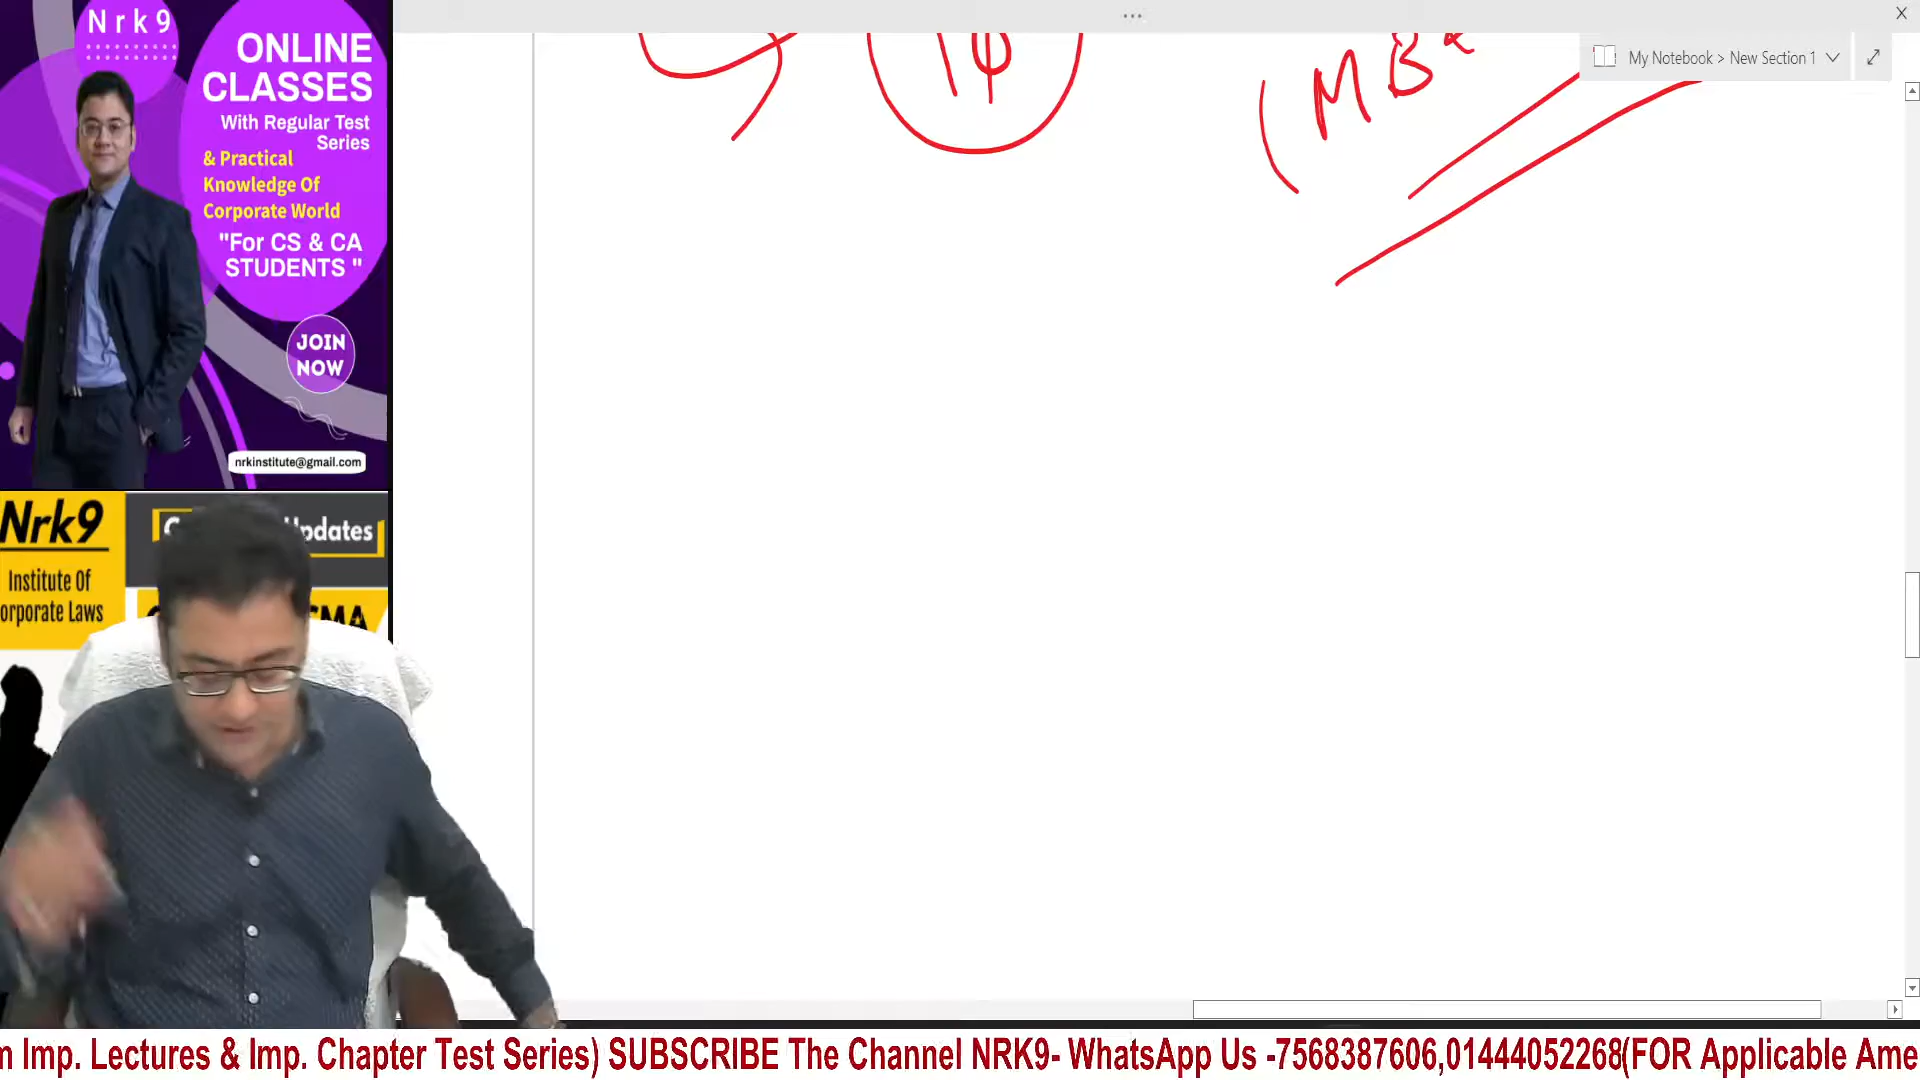 Nrk9
ONLINE
CLASSES
With Regular Test
Series
& Practical
Knowledge Of
Corporate World
"For CS & CA
STUDENTS "
JOIN
NOW
nrkinstitute@gmail.com
Nrk9
Institute Of
orporate Laws
pdates
SMA
...
My Notebook > New Section 1
(MB
m Imp. Lectures & Imp. Chapter Test Series) SUBSCRIBE The Channel NRK9- WhatsApp Us -7568387606,01444052268(FOR Applicable Ame